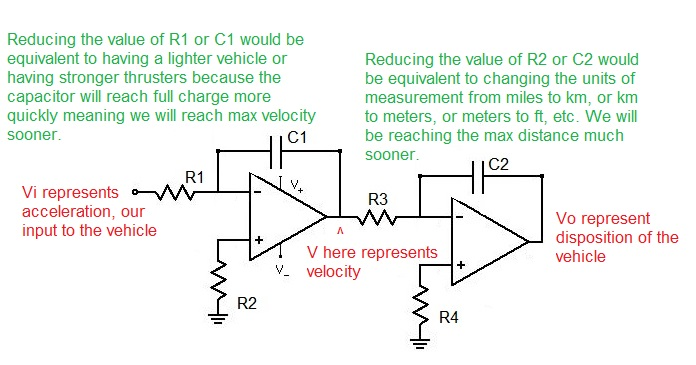 Reducing the value of R1 or C1 would be
equivalent to having a lighter vehicle or
having stronger thrusters because the
capacitor will reach full charge more
quickly meaning we will reach max velocity
sooner.
Reducing the value of R2 or C2 would
be equivalent to changing the units of
measurement from miles to km, or km
to meters, or meters to ft, etc. We will
be reaching the max distance much
sooner.
C1
C2
R1
Vi represents
acceleration, our
input to the vehicle
-
V+
+
V-
R2
R3
^
V here represents
velocity
-
+
R4
Vo represent
disposition of the
vehicle